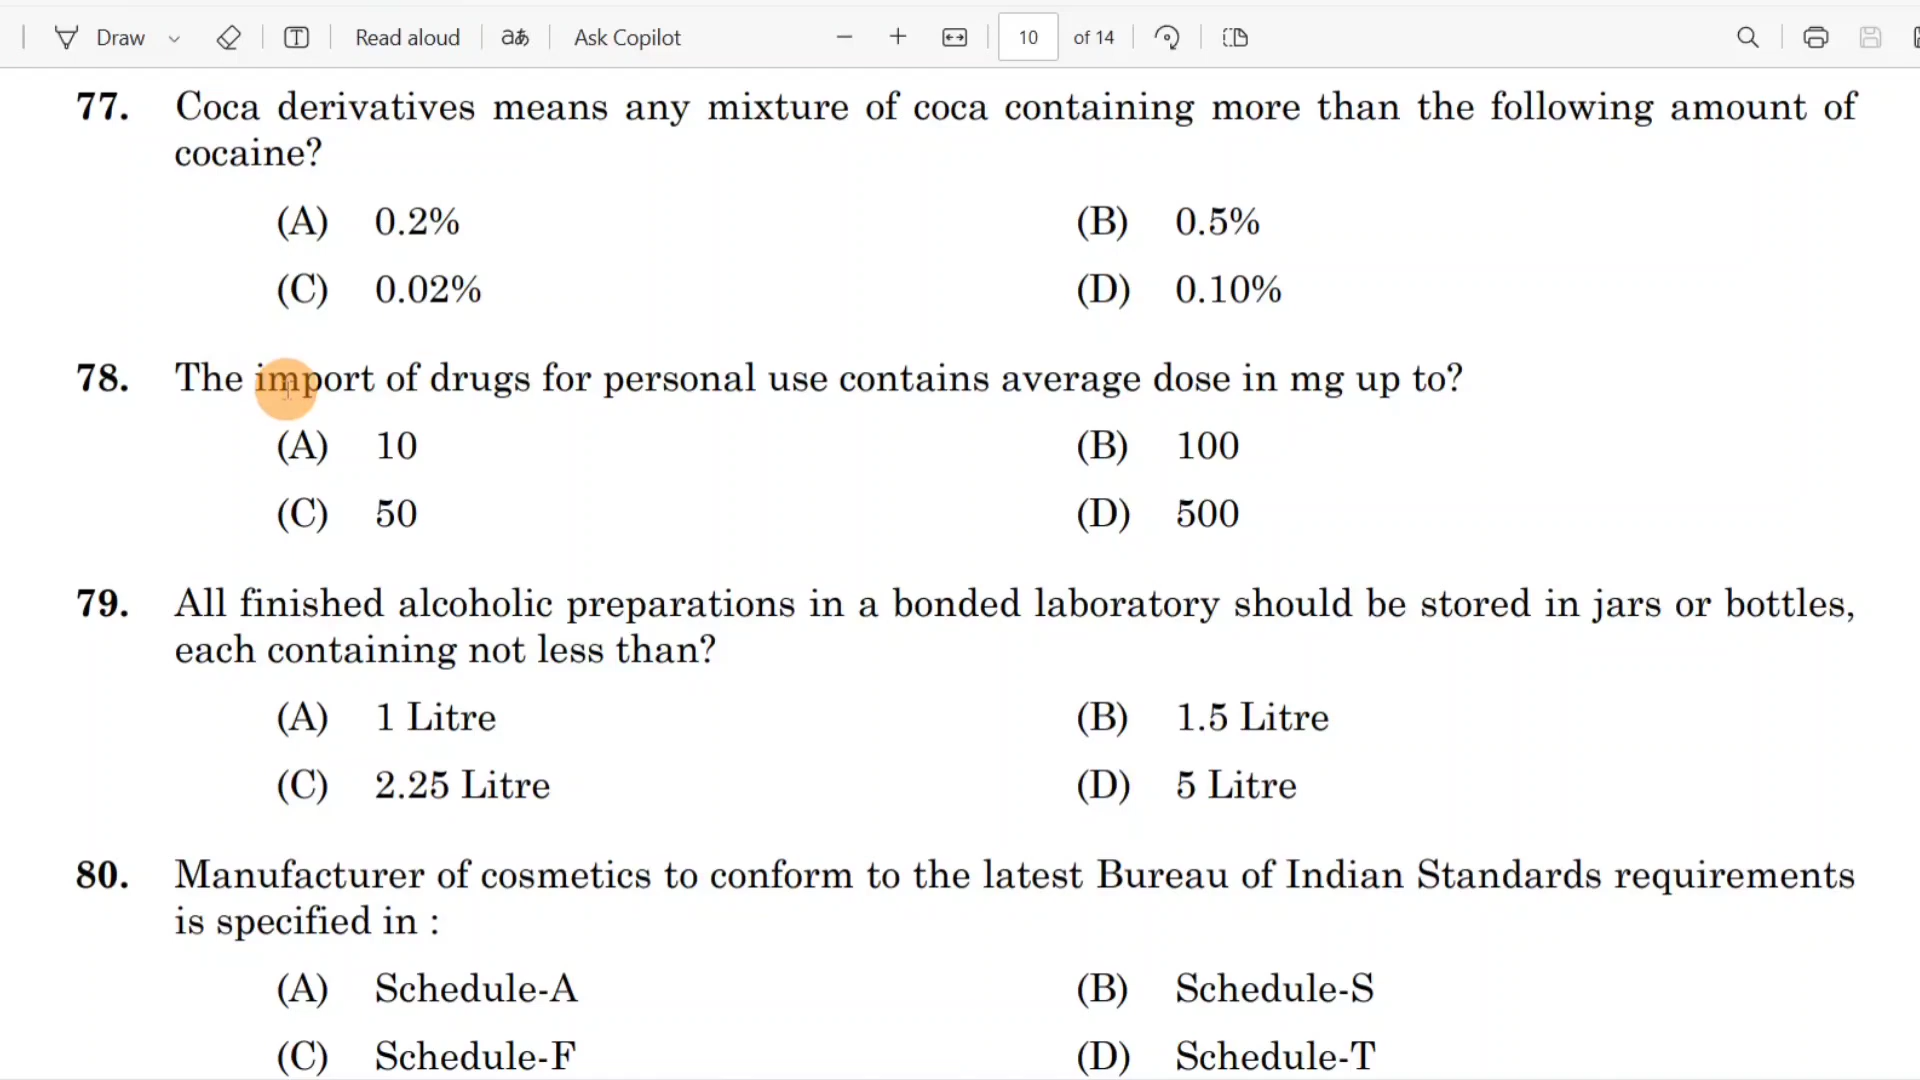 Draw Read aloud aあ Ask Copilot 10 of 14
77. Coca derivatives means any mixture of coca containing more than the following amount of
cocaine?
(A) 0.2% (B) 0.5%
(C) 0.02% (D) 0.10%
78. The import of drugs for personal use contains average dose in mg up to?
(A) 10 (B) 100
(C) 50 (D) 500
79. All finished alcoholic preparations in a bonded laboratory should be stored in jars or bottles,
each containing not less than?
(A) 1 Litre (B) 1.5 Litre
(C) 2.25 Litre (D) 5 Litre
80. Manufacturer of cosmetics to conform to the latest Bureau of Indian Standards requirements
is specified in :
(A) Schedule-A (B) Schedule-S
(C) Schedule-F (D) Schedule-T